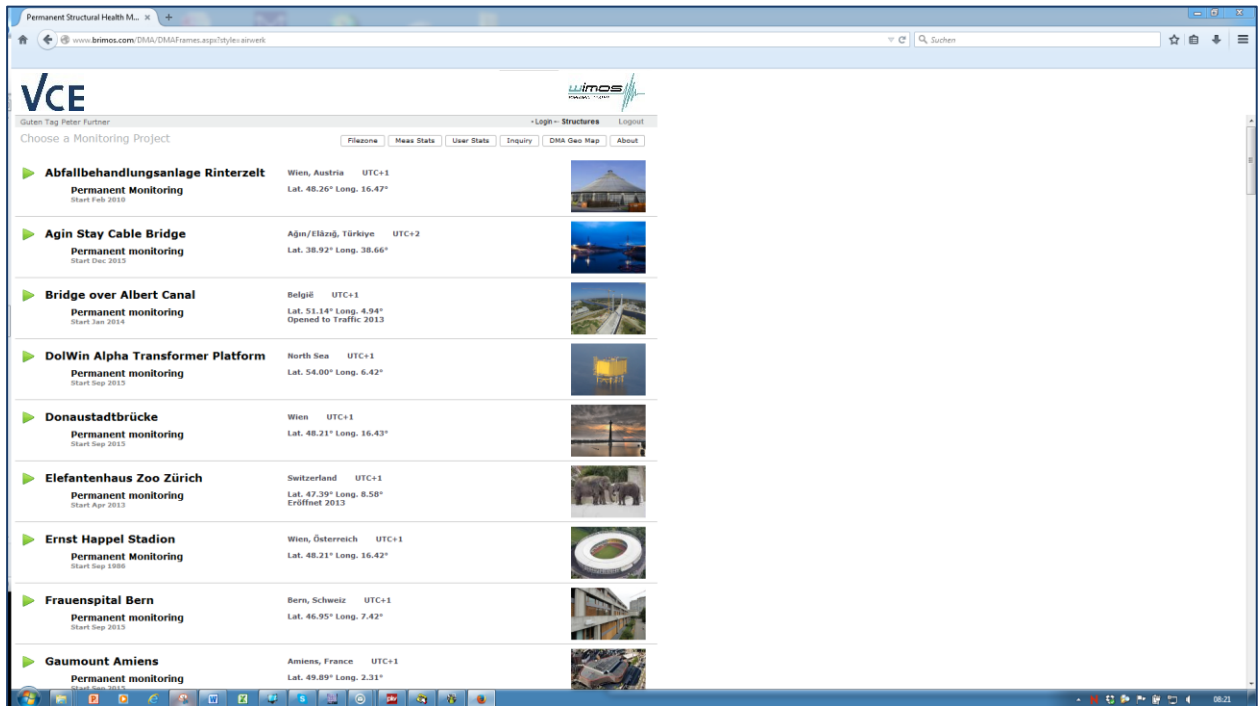 Permanent Structural Health M...
www.brimos.com/DMA/DMAFrames.aspx?style=airwerk
Suchen
VCE
wimos
Guten Tag Peter Furtner
Login
Structures
Logout
Choose a Monitoring Project
Filezone
Meas Stats
User Stats
Inquiry
DMA Geo Map
About
Abfallbehandlungsanlage Rinterzelt
Wien, Austria UTC+1
Permanent Monitoring
Lat. 48.26° Long. 16.47°
Start Feb 2010
Agin Stay Cable Bridge
Ağın/Elâzığ, Türkiye UTC+2
Permanent monitoring
Lat. 38.92° Long. 38.66°
Start Dec 2015
Bridge over Albert Canal
België UTC+1
Permanent monitoring
Lat. 51.14° Long. 4.94°
Start Jan 2014
Opened to Traffic 2013
DolWin Alpha Transformer Platform
North Sea UTC+1
Permanent monitoring
Lat. 54.00° Long. 6.42°
Start Sep 2015
Donaustadtbrücke
Wien UTC+1
Permanent monitoring
Lat. 48.21° Long. 16.43°
Start Sep 2015
Elefantenhaus Zoo Zürich
Switzerland UTC+1
Permanent monitoring
Lat. 47.39° Long. 8.58°
Start Apr 2013
Eröffnet 2013
Ernst Happel Stadion
Wien, Österreich UTC+1
Permanent Monitoring
Lat. 48.21° Long. 16.42°
Start Sep 1986
Frauenspital Bern
Bern, Schweiz UTC+1
Permanent monitoring
Lat. 46.95° Long. 7.42°
Start Sep 2015
Gaumount Amiens
Amiens, France UTC+1
Permanent monitoring
Lat. 49.89° Long. 2.31°
Start Sep 2015
08:21